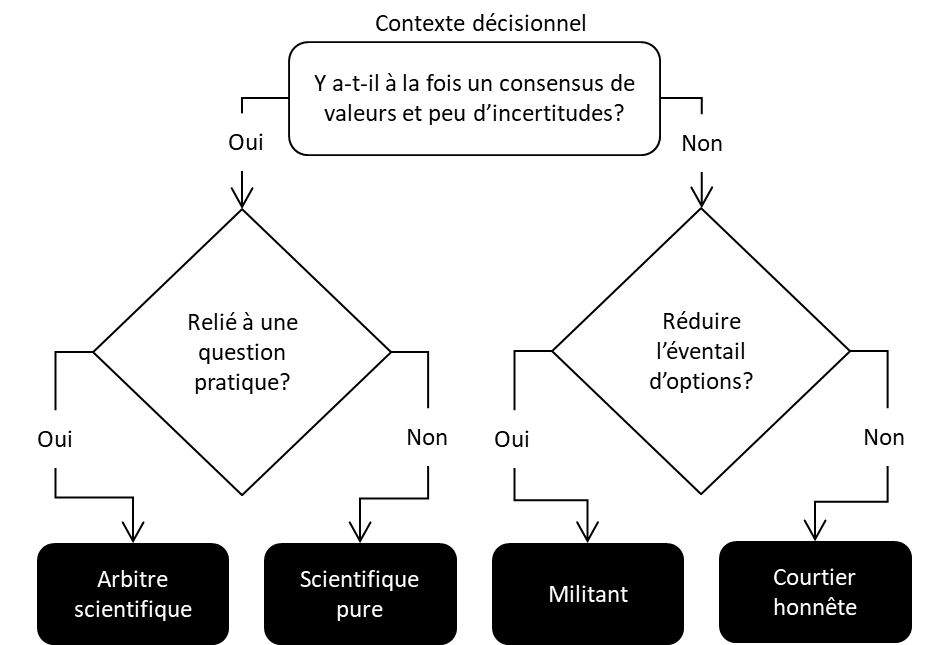 Contexte décisionnel
Y a-t-il à la fois un consensus de
valeurs et peu d'incertitudes?
Oui
Non
Relié à une
question
pratique?
Réduire
l'éventail
d'options?
Oui
Non
Oui
Non
Arbitre
scientifique
Scientifique
pure
Militant
Courtier
honnête